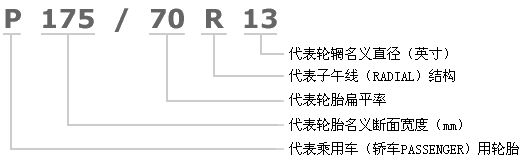 P 175 / 70 R 13
代表轮辋名义直径（英寸）
代表子午线（RADIAL）结构
代表轮胎扁平率
代表轮胎名义断面宽度（mm）
代表乘用车（轿车PASSENGER）用轮胎